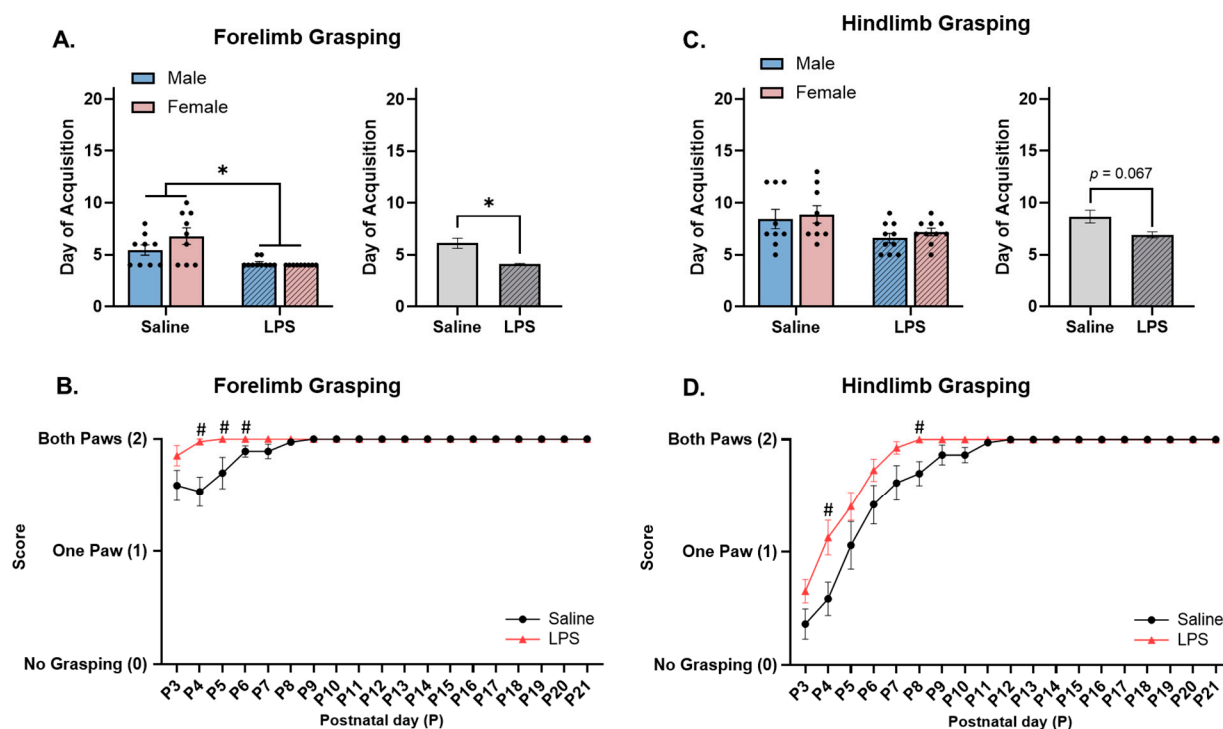 A.
Forelimb Grasping
Male
Female
Day of Acquisition
20
15
10
5
0
*
Saline
LPS
Day of Acquisition
20
15
10
5
0
*
Saline
LPS
C.
Hindlimb Grasping
Male
Female
Day of Acquisition
20
15
10
5
0
Saline
LPS
Day of Acquisition
20
15
10
5
0
p = 0.067
Saline
LPS
B.
Forelimb Grasping
Score
Both Paws (2)
One Paw (1)
No Grasping (0)
# # #
Saline
LPS
P3 P4 P5 P6 P7 P8 P9 P10 P11 P12 P13 P14 P15 P16 P17 P18 P19 P20 P21
Postnatal day (P)
D.
Hindlimb Grasping
Score
Both Paws (2)
One Paw (1)
No Grasping (0)
#
#
Saline
LPS
P3 P4 P5 P6 P7 P8 P9 P10 P11 P12 P13 P14 P15 P16 P17 P18 P19 P20 P21
Postnatal day (P)